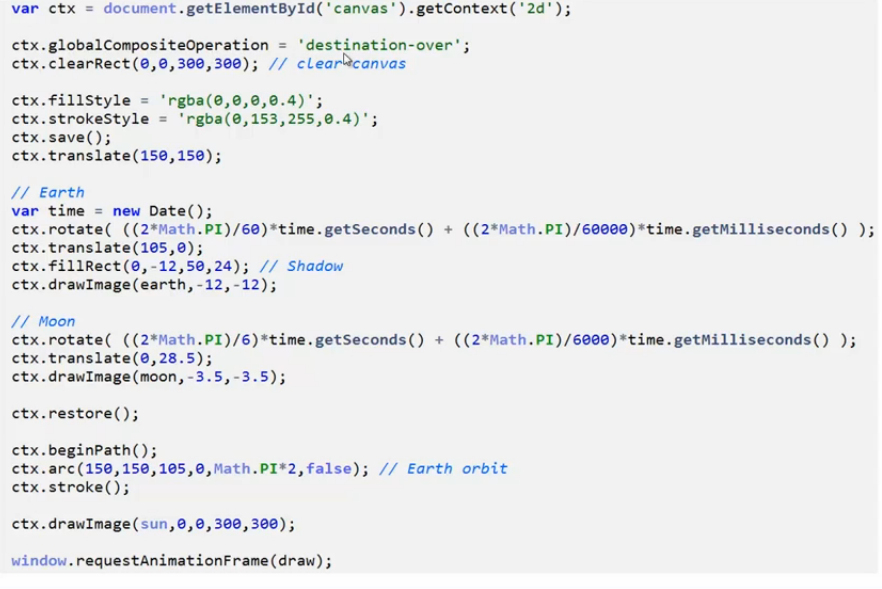 var ctx = document.getElementById('canvas').getContext('2d');
ctx.globalCompositeOperation = 'destination-over';
ctx.clearRect(0,0,300,300); // clear canvas
ctx.fillStyle = 'rgba(0,0,0,0.4)';
ctx.strokeStyle = 'rgba(0,153,255,0.4)';
ctx.save();
ctx.translate(150,150);
// Earth
var time = new Date();
ctx.rotate( ((2*Math.PI)/60)*time.getSeconds() + ((2*Math.PI)/60000)*time.getMilliseconds() );
ctx.translate(105,0);
ctx.fillRect(0,-12,50,24); // Shadow
ctx.drawImage(earth,-12,-12);
// Moon
ctx.rotate( ((2*Math.PI)/6)*time.getSeconds() + ((2*Math.PI)/6000)*time.getMilliseconds() );
ctx.translate(0,28.5);
ctx.drawImage(moon,-3.5,-3.5);
ctx.restore();
ctx.beginPath();
ctx.arc(150,150,105,0,Math.PI*2,false); // Earth orbit
ctx.stroke();
ctx.drawImage(sun,0,0,300,300);
window.requestAnimationFrame(draw);